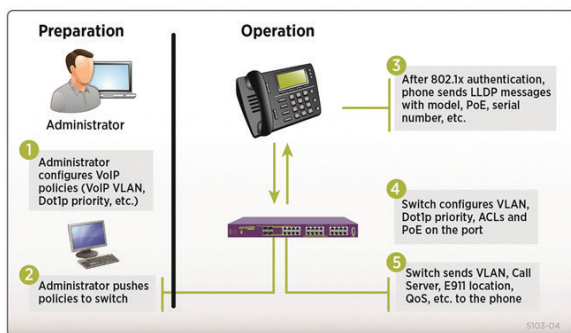 Preparation
Operation
Administrator
1
Administrator
configures VoIP
policies (VoIP VLAN,
Dot1p priority, etc.)
2
Administrator pushes
policies to switch
3
After 802.1x authentication,
phone sends LLDP messages
with model, PoE, serial
number, etc.
4
Switch configures VLAN,
Dot1p priority, ACLs and
PoE on the port
5
Switch sends VLAN, Call
Server, E911 location,
QoS, etc. to the phone
5103-04